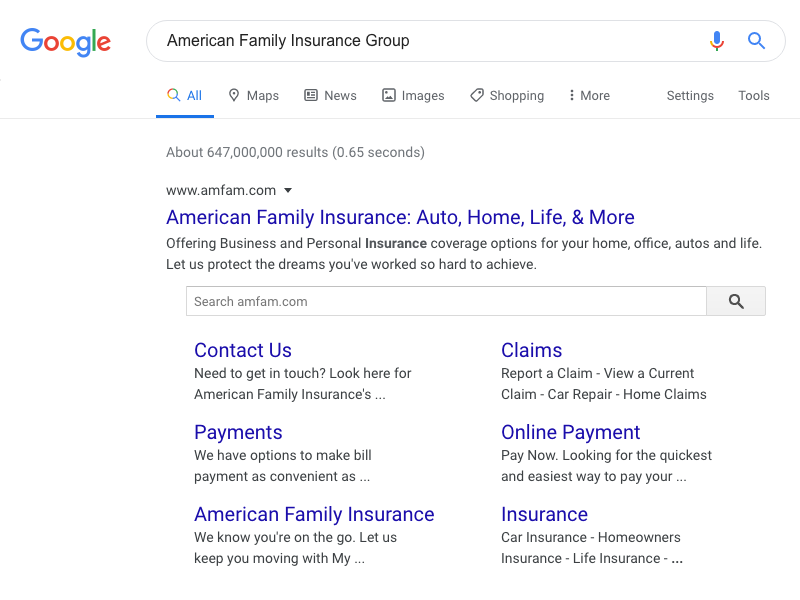 Google
American Family Insurance Group
All Maps News Images Shopping More Settings Tools
About 647,000,000 results (0.65 seconds)
www.amfam.com
American Family Insurance: Auto, Home, Life, & More
Offering Business and Personal Insurance coverage options for your home, office, autos and life.
Let us protect the dreams you've worked so hard to achieve.
Search amfam.com
Contact Us
Need to get in touch? Look here for
American Family Insurance's ...
Claims
Report a Claim - View a Current
Claim - Car Repair - Home Claims
Payments
We have options to make bill
payment as convenient as ...
Online Payment
Pay Now. Looking for the quickest
and easiest way to pay your ...
American Family Insurance
We know you're on the go. Let us
keep you moving with My ...
Insurance
Car Insurance - Homeowners
Insurance - Life Insurance - ...